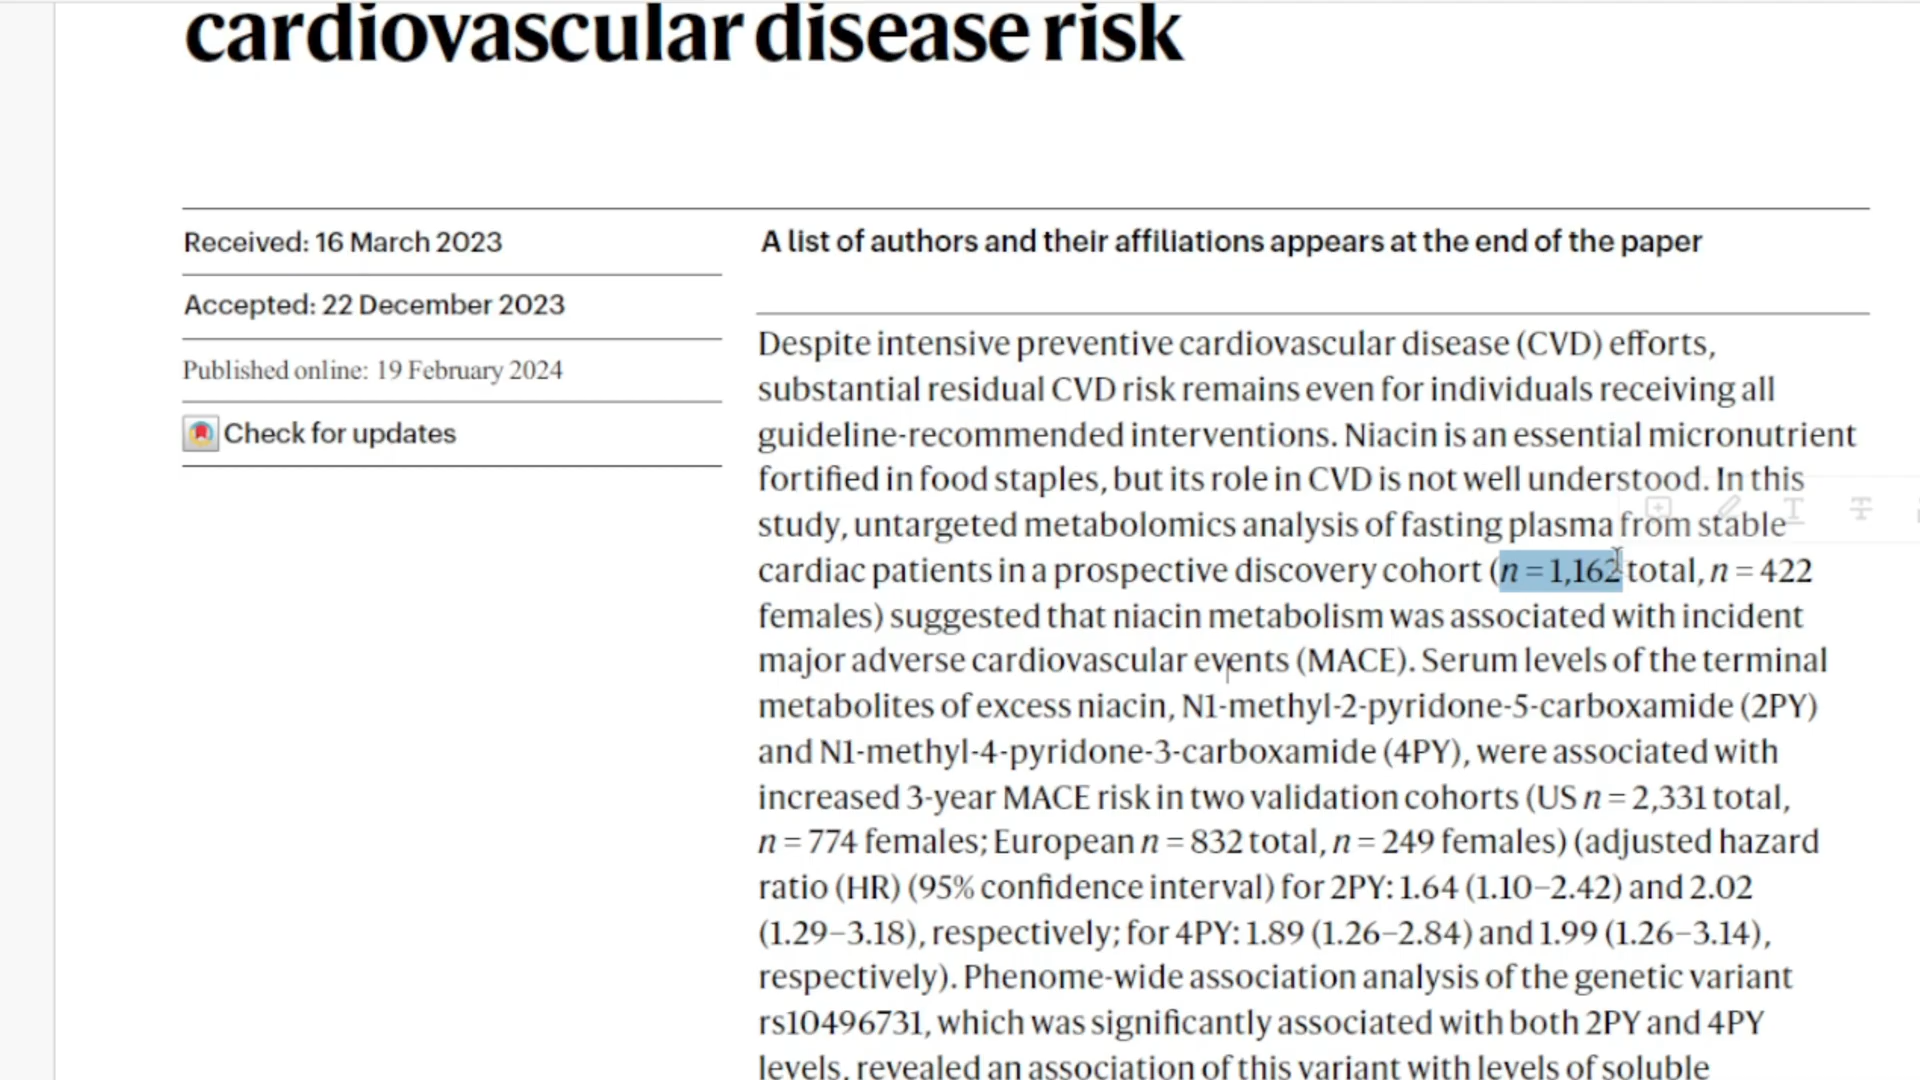 cardiovascular disease risk
Received: 16 March 2023
Accepted: 22 December 2023
Published online: 19 February 2024
Check for updates
A list of authors and their affiliations appears at the end of the paper
Despite intensive preventive cardiovascular disease (CVD) efforts,
substantial residual CVD risk remains even for individuals receiving all
guideline-recommended interventions. Niacin is an essential micronutrient
fortified in food staples, but its role in CVD is not well understood. In this
study, untargeted metabolomics analysis of fasting plasma from stable
cardiac patients in a prospective discovery cohort (n = 1,162 total, n = 422
females) suggested that niacin metabolism was associated with incident
major adverse cardiovascular events (MACE). Serum levels of the terminal
metabolites of excess niacin, N1-methyl-2-pyridone-5-carboxamide (2PY)
and N1-methyl-4-pyridone-3-carboxamide (4PY), were associated with
increased 3-year MACE risk in two validation cohorts (US n = 2,331 total,
n = 774 females; European n = 832 total, n = 249 females) (adjusted hazard
ratio (HR) (95% confidence interval) for 2PY: 1.64 (1.10–2.42) and 2.02
(1.29–3.18), respectively; for 4PY: 1.89 (1.26–2.84) and 1.99 (1.26–3.14),
respectively). Phenome-wide association analysis of the genetic variant
rs10496731, which was significantly associated with both 2PY and 4PY
levels, revealed an association of this variant with levels of soluble